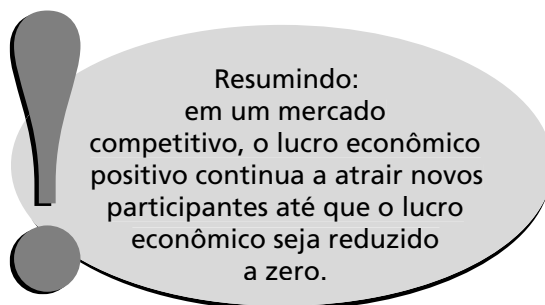 Resumindo:
em um mercado
competitivo, o lucro econômico
positivo continua a atrair novos
participantes até que o lucro
econômico seja reduzido
a zero.